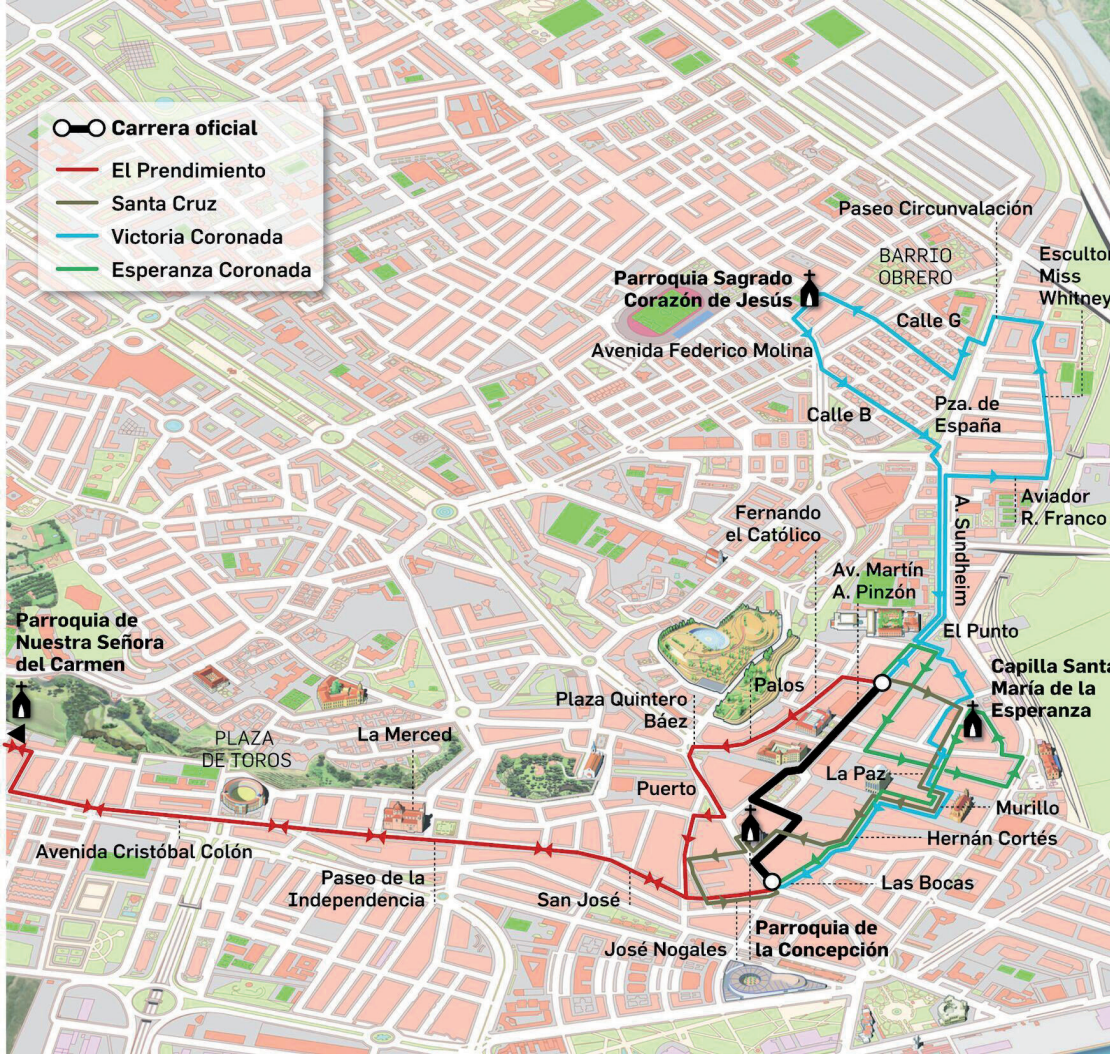 Carrera oficial
El Prendimiento
Santa Cruz
Victoria Coronada
Esperanza Coronada
Paseo Circunvalación
BARRIO
OBRERO
Escultor
Miss
Whitney
Parroquia Sagrado
Corazón de Jesús
Calle G
Avenida Federico Molina
Calle B
Pza. de
España
Aviador
R. Franco
A. Sundheim
Fernando
el Católico
Av. Martín
A. Pinzón
El Punto
Parroquia de
Nuestra Señora
del Carmen
Capilla Santa
María de la
Esperanza
Palos
Plaza Quintero
Báez
La Merced
PLAZA
DE TOROS
Puerto
La Paz
Murillo
Hernán Cortés
Avenida Cristóbal Colón
Paseo de la
Independencia
San José
Las Bocas
José Nogales
Parroquia de
la Concepción